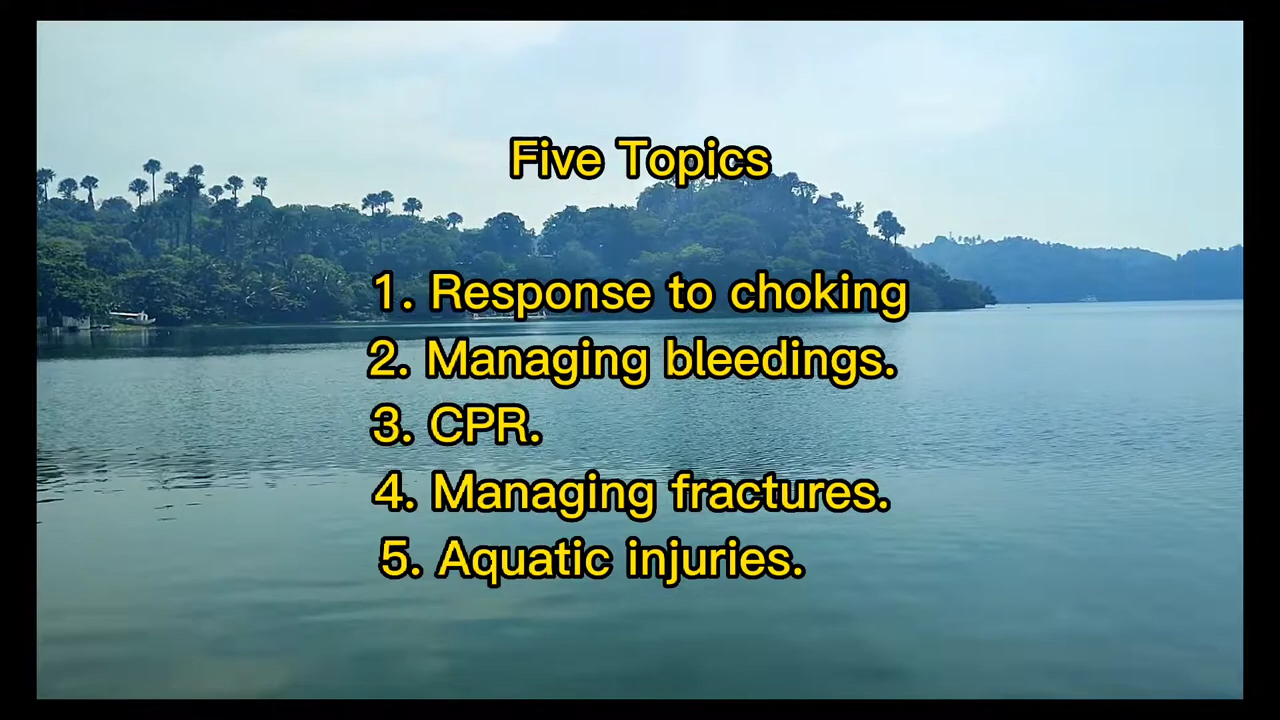 Five Topics
1. Response to choking
2. Managing bleedings.
3. CPR.
4. Managing fractures.
5. Aquatic injuries.